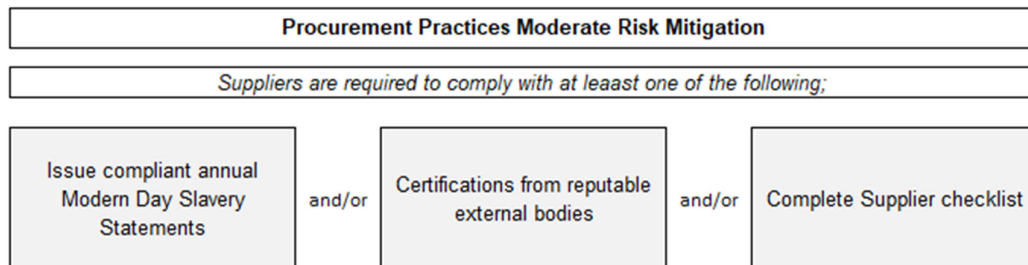 Procurement Practices Moderate Risk Mitigation
Suppliers are required to comply with at leaast one of the following;
Issue compliant annual
Modern Day Slavery
Statements
and/or
Certifications from reputable
external bodies
and/or
Complete Supplier checklist